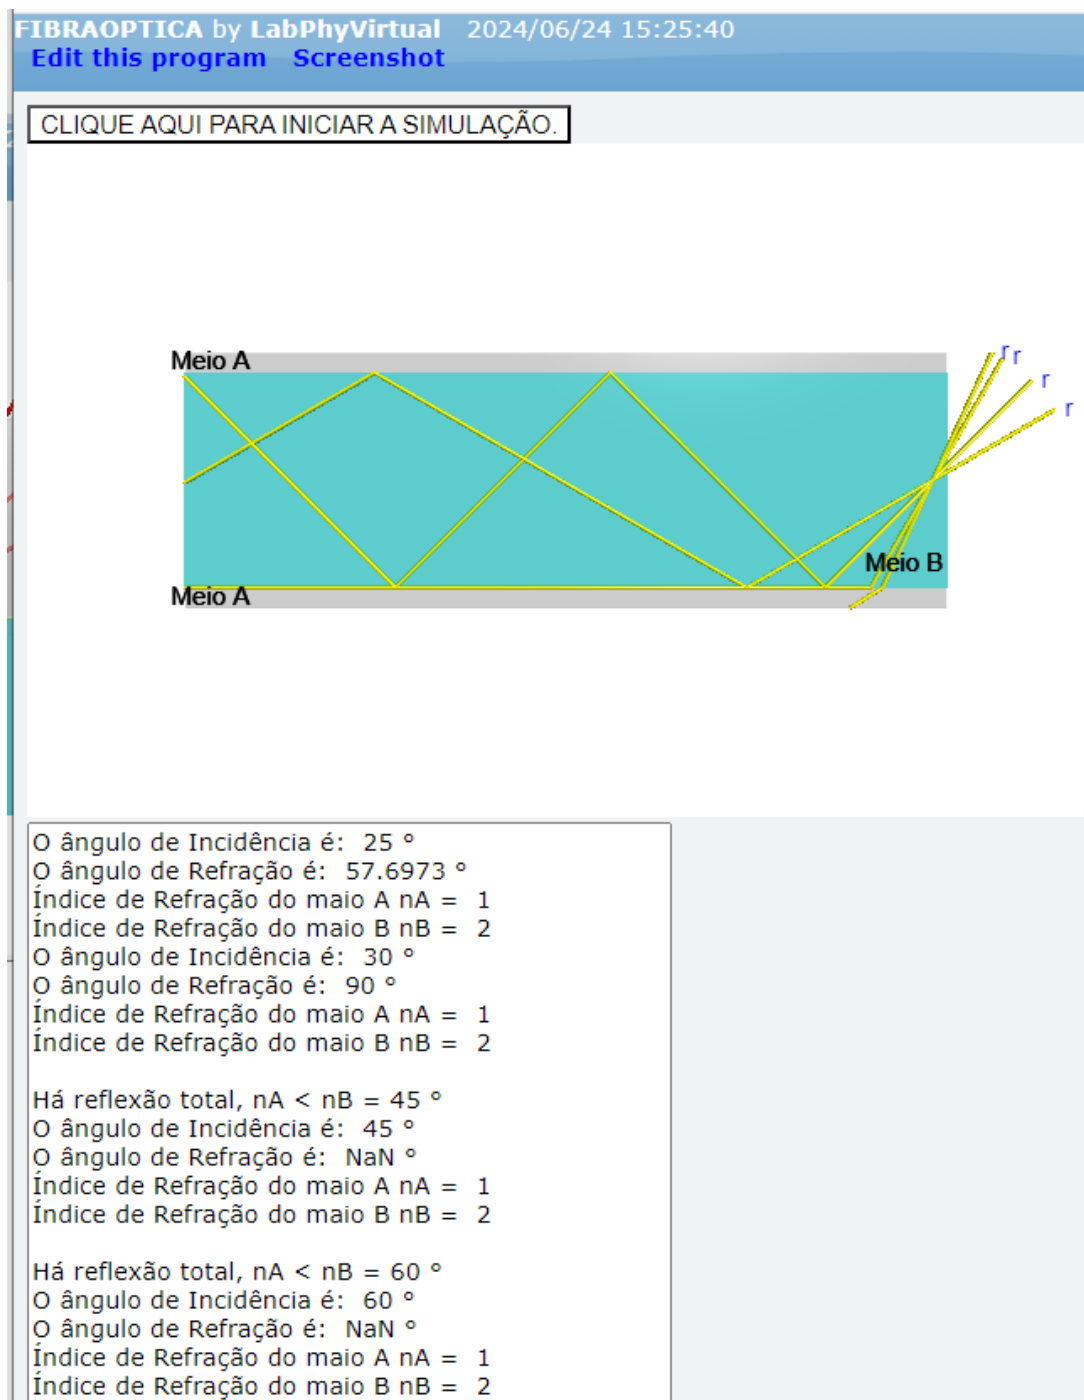 FIBRAOPTICA by LabPhyVirtual 2024/06/24 15:25:40
Edit this program Screenshot
CLIQUE AQUI PARA INICIAR A SIMULAÇÃO.
Meio A
r
r
r
r
Meio B
Meio A
O ângulo de Incidência é: 25 °
O ângulo de Refração é: 57.6973 °
Índice de Refração do maio A nA = 1
Índice de Refração do maio B nB = 2
O ângulo de Incidência é: 30 °
O ângulo de Refração é: 90 °
Índice de Refração do maio A nA = 1
Índice de Refração do maio B nB = 2
Há reflexão total, nA < nB = 45 °
O ângulo de Incidência é: 45 °
O ângulo de Refração é: NaN °
Índice de Refração do maio A nA = 1
Índice de Refração do maio B nB = 2
Há reflexão total, nA < nB = 60 °
O ângulo de Incidência é: 60 °
O ângulo de Refração é: NaN °
Índice de Refração do maio A nA = 1
Índice de Refração do maio B nB = 2